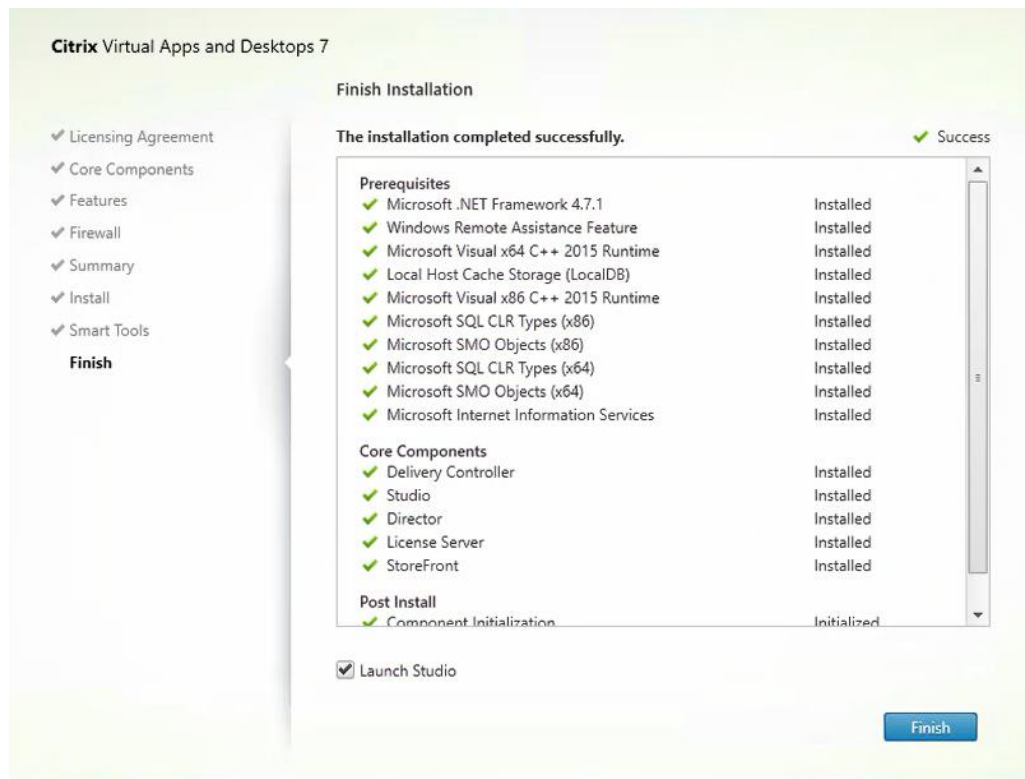 Citrix Virtual Apps and Desktops 7
Finish Installation
Licensing Agreement
Core Components
Features
Firewall
Summary
Install
Smart Tools
Finish
The installation completed successfully. Success
Prerequisites
Microsoft .NET Framework 4.7.1 Installed
Windows Remote Assistance Feature Installed
Microsoft Visual x64 C++ 2015 Runtime Installed
Local Host Cache Storage (LocalDB) Installed
Microsoft Visual x86 C++ 2015 Runtime Installed
Microsoft SQL CLR Types (x86) Installed
Microsoft SMO Objects (x86) Installed
Microsoft SQL CLR Types (x64) Installed
Microsoft SMO Objects (x64) Installed
Microsoft Internet Information Services Installed
Core Components
Delivery Controller Installed
Studio Installed
Director Installed
License Server Installed
StoreFront Installed
Post Install
Component Initialization Initialized
Launch Studio
Finish